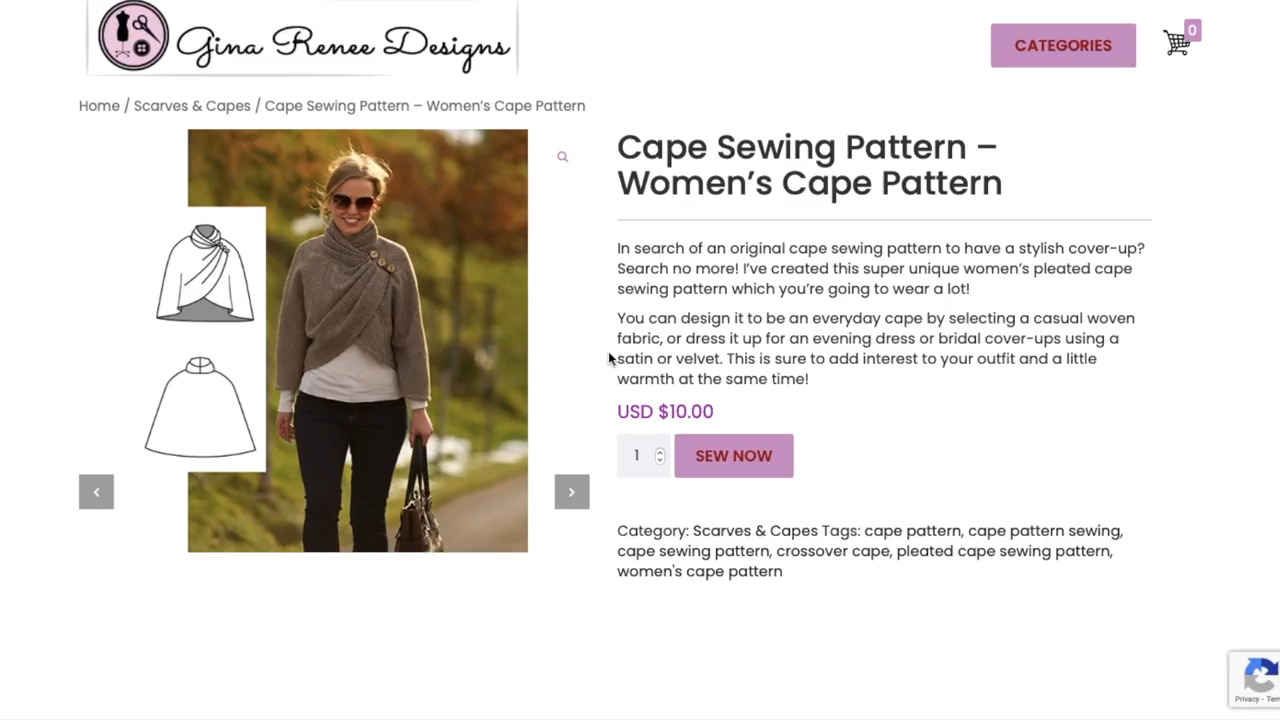 Gina Renee Designs
CATEGORIES
0
Home / Scarves & Capes / Cape Sewing Pattern – Women’s Cape Pattern
Cape Sewing Pattern –
Women’s Cape Pattern
In search of an original cape sewing pattern to have a stylish cover-up?
Search no more! I’ve created this super unique women’s pleated cape
sewing pattern which you’re going to wear a lot!
You can design it to be an everyday cape by selecting a casual woven
fabric, or dress it up for an evening dress or bridal cover-ups using a
satin or velvet. This is sure to add interest to your outfit and a little
warmth at the same time!
USD $10.00
1
SEW NOW
Category: Scarves & Capes Tags: cape pattern, cape pattern sewing,
cape sewing pattern, crossover cape, pleated cape sewing pattern,
women's cape pattern
Privacy -